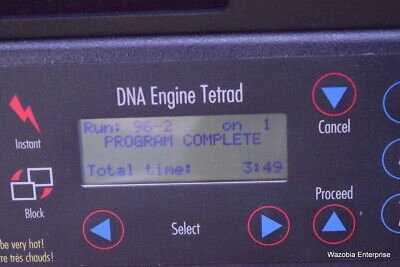 DNA Engine Tetrad
Run: 96-2 on 1
PROGRAM COMPLETE
Total time: 3:49
Instant
Block
Cancel
Proceed
Select
be very hot!
tre très chauds!
Wazobia Enterprise